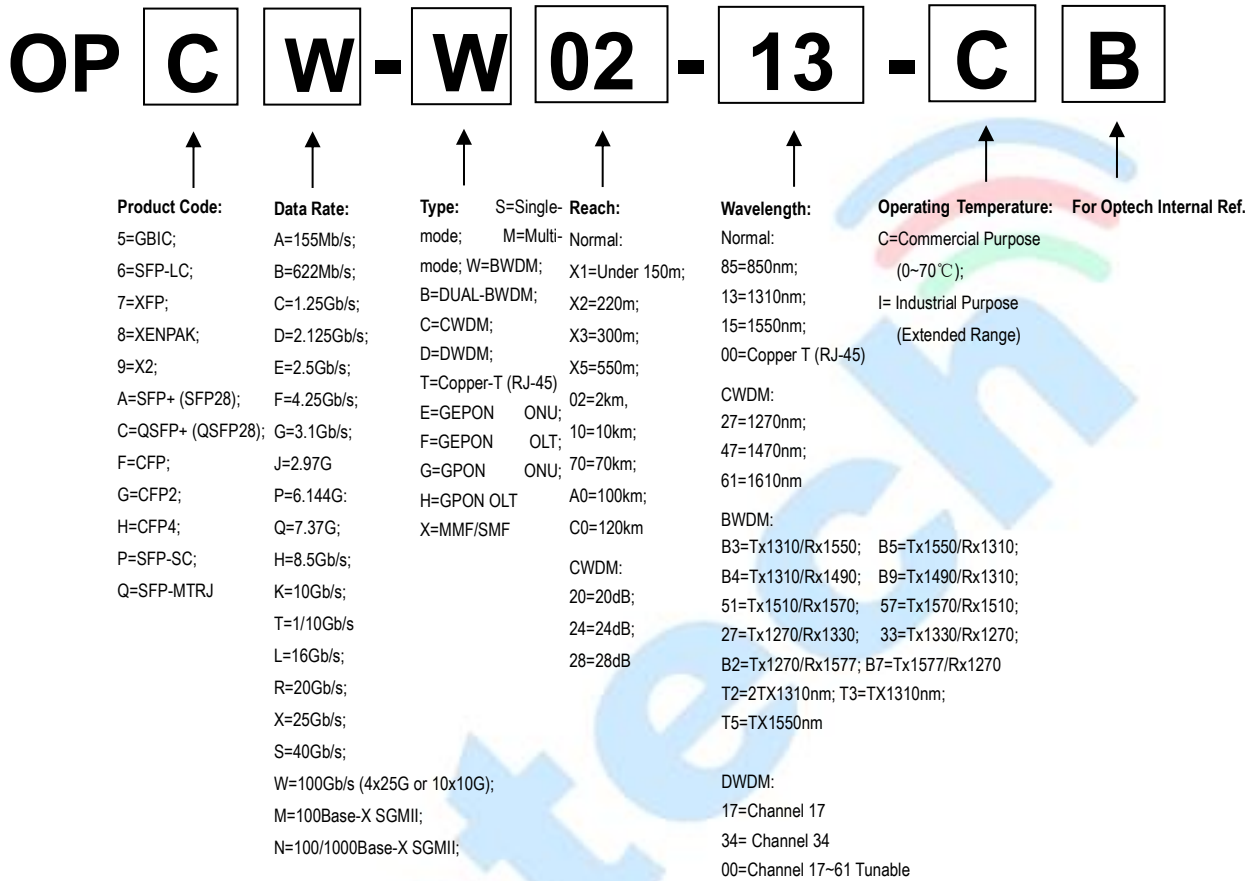 OP C W - W 02 - 13 - C B
Product Code:
5=GBIC;
6=SFP-LC;
7=XFP;
8=XENPAK;
9=X2;
A=SFP+ (SFP28);
C=QSFP+ (QSFP28);
F=CFP;
G=CFP2;
H=CFP4;
P=SFP-SC;
Q=SFP-MTRJ
Data Rate:
A=155Mb/s;
B=622Mb/s;
C=1.25Gb/s;
D=2.125Gb/s;
E=2.5Gb/s;
F=4.25Gb/s;
G=3.1Gb/s;
J=2.97G
P=6.144G:
Q=7.37G;
H=8.5Gb/s;
K=10Gb/s;
T=1/10Gb/s
L=16Gb/s;
R=20Gb/s;
X=25Gb/s;
S=40Gb/s;
W=100Gb/s (4x25G or 10x10G);
M=100Base-X SGMII;
N=100/1000Base-X SGMII;
Type: S=Single-
mode; M=Multi-
mode; W=BWDM;
B=DUAL-BWDM;
C=CWDM;
D=DWDM;
T=Copper-T (RJ-45)
E=GEPON ONU;
F=GEPON OLT;
G=GPON ONU;
H=GPON OLT
X=MMF/SMF
Reach:
Normal:
X1=Under 150m;
X2=220m;
X3=300m;
X5=550m;
02=2km,
10=10km;
70=70km;
A0=100km;
C0=120km
CWDM:
20=20dB;
24=24dB;
28=28dB
Wavelength:
Normal:
85=850nm;
13=1310nm;
15=1550nm;
00=Copper T (RJ-45)
CWDM:
27=1270nm;
47=1470nm;
61=1610nm
BWDM:
B3=Tx1310/Rx1550; B5=Tx1550/Rx1310;
B4=Tx1310/Rx1490; B9=Tx1490/Rx1310;
51=Tx1510/Rx1570; 57=Tx1570/Rx1510;
27=Tx1270/Rx1330; 33=Tx1330/Rx1270;
B2=Tx1270/Rx1577; B7=Tx1577/Rx1270
T2=2TX1310nm; T3=TX1310nm;
T5=TX1550nm
DWDM:
17=Channel 17
34= Channel 34
00=Channel 17~61 Tunable
Operating Temperature:
C=Commercial Purpose
(0~70℃);
I= Industrial Purpose
(Extended Range)
For Optech Internal Ref.
tech